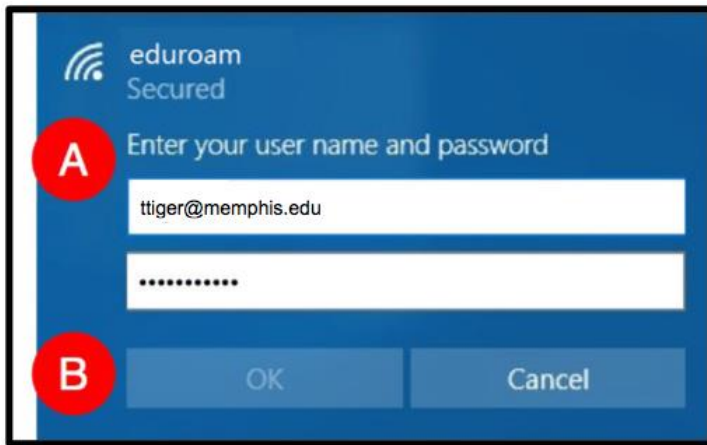 eduroam
Secured
A
Enter your user name and password
ttiger@memphis.edu
•••••••••••
B
OK
Cancel